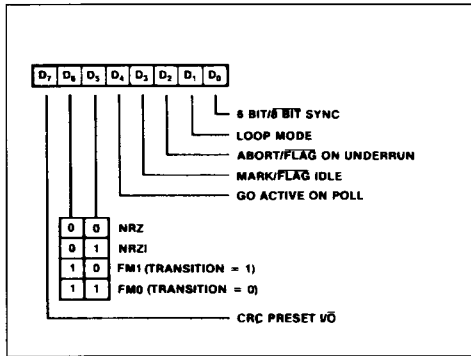 D7 D6 D5 D4 D3 D2 D1 D0
6 BIT/8 BIT SYNC
LOOP MODE
ABORT/FLAG ON UNDERRUN
MARK/FLAG IDLE
GO ACTIVE ON POLL
0 0 NRZ
0 1 NRZI
1 0 FM1 (TRANSITION = 1)
1 1 FM0 (TRANSITION = 0)
CRC PRESET I/O